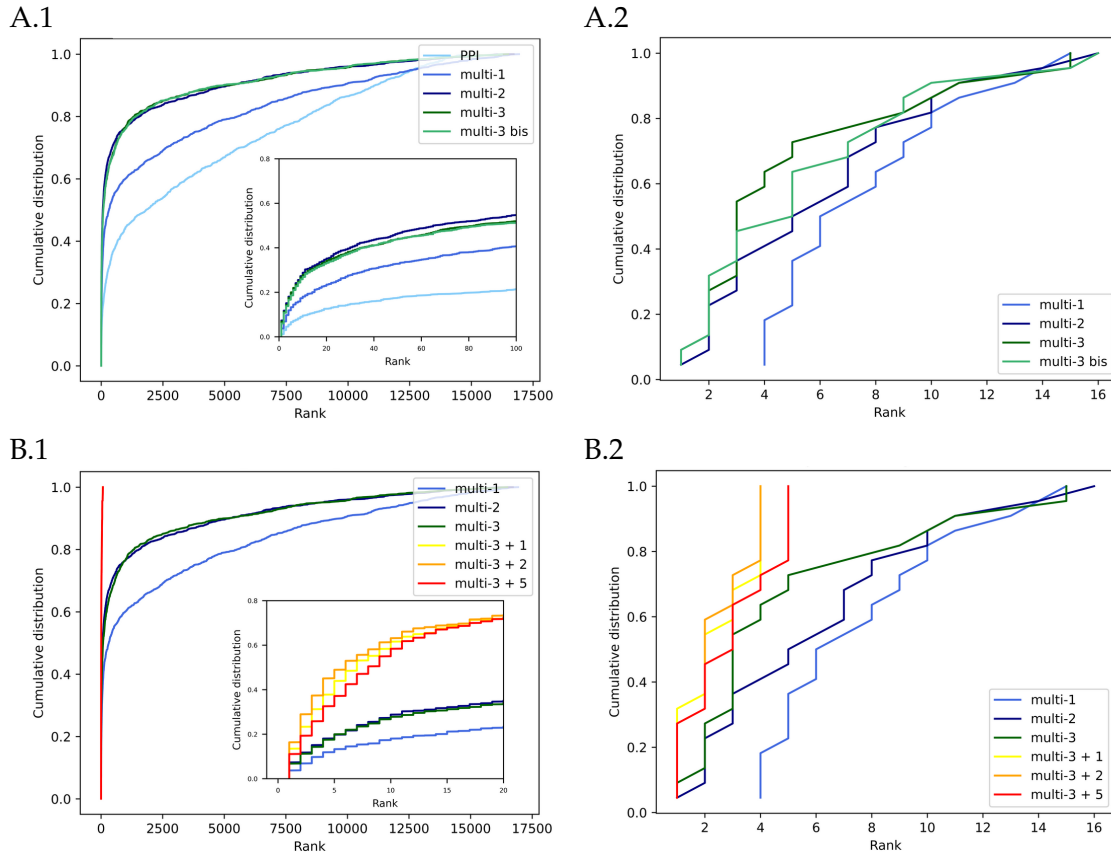 A.1
A.2
Cumulative distribution
1.0
0.8
0.6
0.4
0.2
0.0
PPI
multi-1
multi-2
multi-3
multi-3 bis
Cumulative distribution
0.8
0.6
0.4
0.2
0.0
0 20 40 60 80 100
Rank
0 2500 5000 7500 10000 12500 15000 17500
Rank
Cumulative distribution
1.0
0.8
0.6
0.4
0.2
0.0
multi-1
multi-2
multi-3
multi-3 bis
2 4 6 8 10 12 14 16
Rank
B.1
B.2
Cumulative distribution
1.0
0.8
0.6
0.4
0.2
0.0
multi-1
multi-2
multi-3
multi-3 + 1
multi-3 + 2
multi-3 + 5
Cumulative distribution
0.8
0.6
0.4
0.2
0.0
0 5 10 15 20
Rank
0 2500 5000 7500 10000 12500 15000 17500
Rank
Cumulative distribution
1.0
0.8
0.6
0.4
0.2
0.0
multi-1
multi-2
multi-3
multi-3 + 1
multi-3 + 2
multi-3 + 5
2 4 6 8 10 12 14 16
Rank